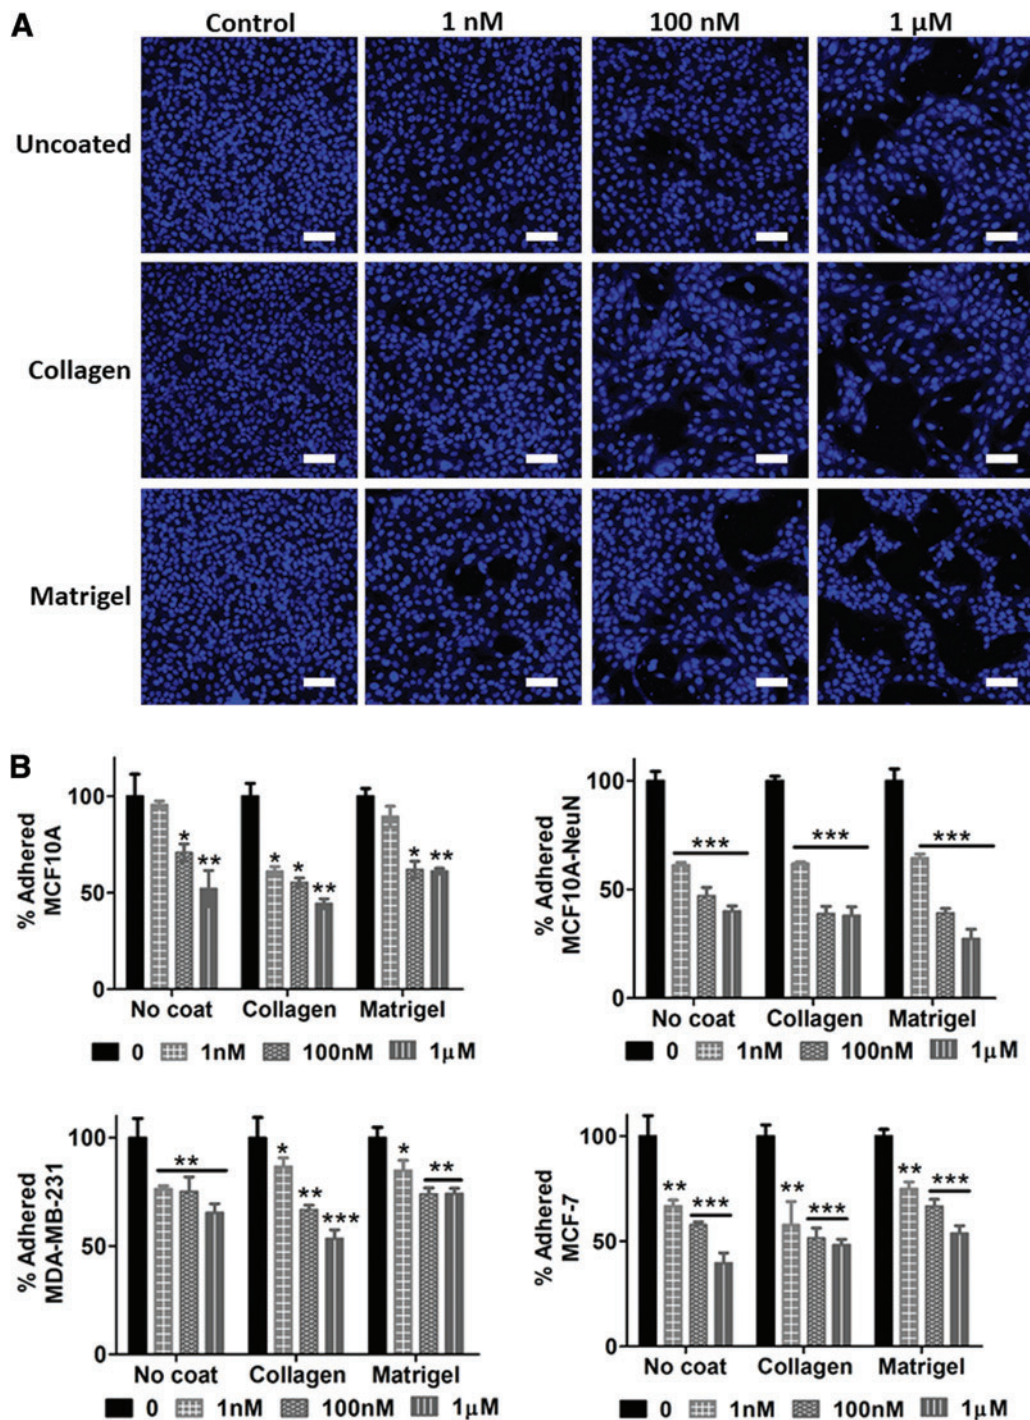 A
Control 1 nM 100 nM 1 µM
Uncoated
Collagen
Matrigel
B
% Adhered
MCF10A
100
50
0
* ** * * ** * **
No coat Collagen Matrigel
0 1nM 100nM 1µM
% Adhered
MCF10A-NeuN
100
50
0
*** *** ***
No coat Collagen Matrigel
0 1nM 100nM 1µM
% Adhered
MDA-MB-231
100
50
0
** * ** *** * **
No coat Collagen Matrigel
0 1nM 100nM 1µM
% Adhered
MCF-7
100
50
0
** *** ** *** ** ***
No coat Collagen Matrigel
0 1nM 100nM 1µM